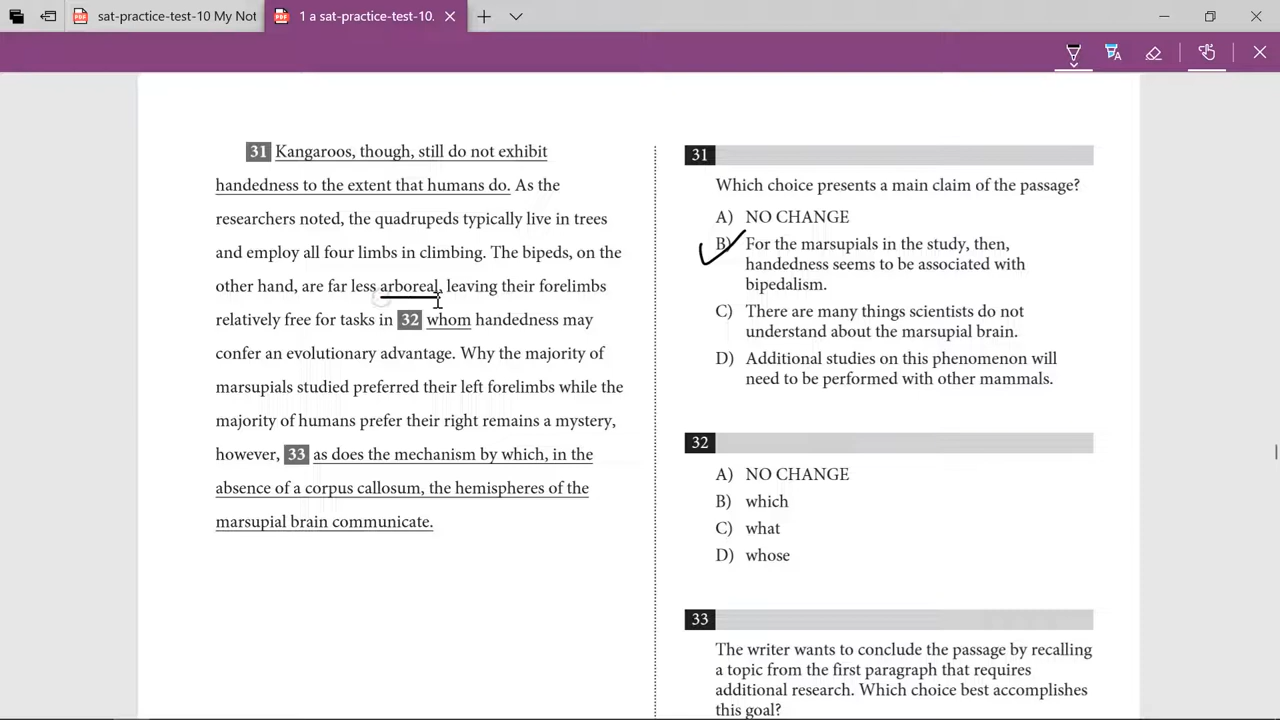 sat-practice-test-10 My Not
1 a sat-practice-test-10.
31 Kangaroos, though, still do not exhibit
handedness to the extent that humans do. As the
researchers noted, the quadrupeds typically live in trees
and employ all four limbs in climbing. The bipeds, on the
other hand, are far less arboreal, leaving their forelimbs
relatively free for tasks in 32 whom handedness may
confer an evolutionary advantage. Why the majority of
marsupials studied preferred their left forelimbs while the
majority of humans prefer their right remains a mystery,
however, 33 as does the mechanism by which, in the
absence of a corpus callosum, the hemispheres of the
marsupial brain communicate.
31
Which choice presents a main claim of the passage?
A) NO CHANGE
B) For the marsupials in the study, then,
handedness seems to be associated with
bipedalism.
C) There are many things scientists do not
understand about the marsupial brain.
D) Additional studies on this phenomenon will
need to be performed with other mammals.
32
A) NO CHANGE
B) which
C) what
D) whose
33
The writer wants to conclude the passage by recalling
a topic from the first paragraph that requires
additional research. Which choice best accomplishes
this goal?